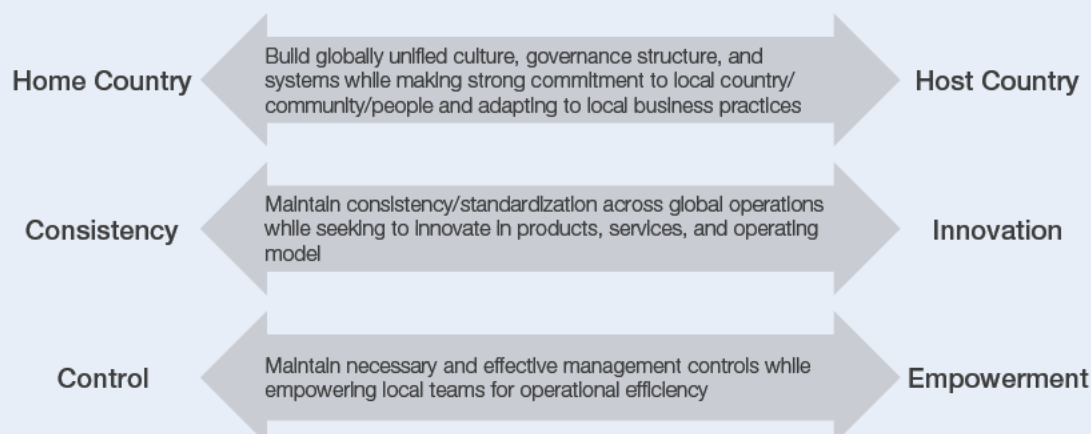 Build globally unified culture, governance structure, and
Home Country systems while making strong commitment to local country/ Host Country
community/people and adapting to local business practices
Maintain consistency/standardization across global operations
Consistency while seeking to innovate in products, services, and operating Innovation
model
Maintain necessary and effective management controls while
Control empowering local teams for operational efficiency Empowerment